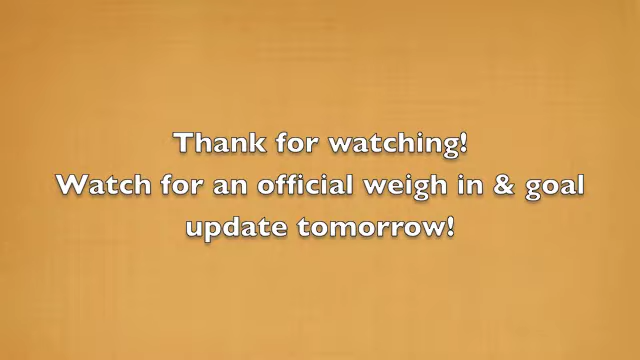 Thank for watching!
Watch for an official weigh in & goal
update tomorrow!